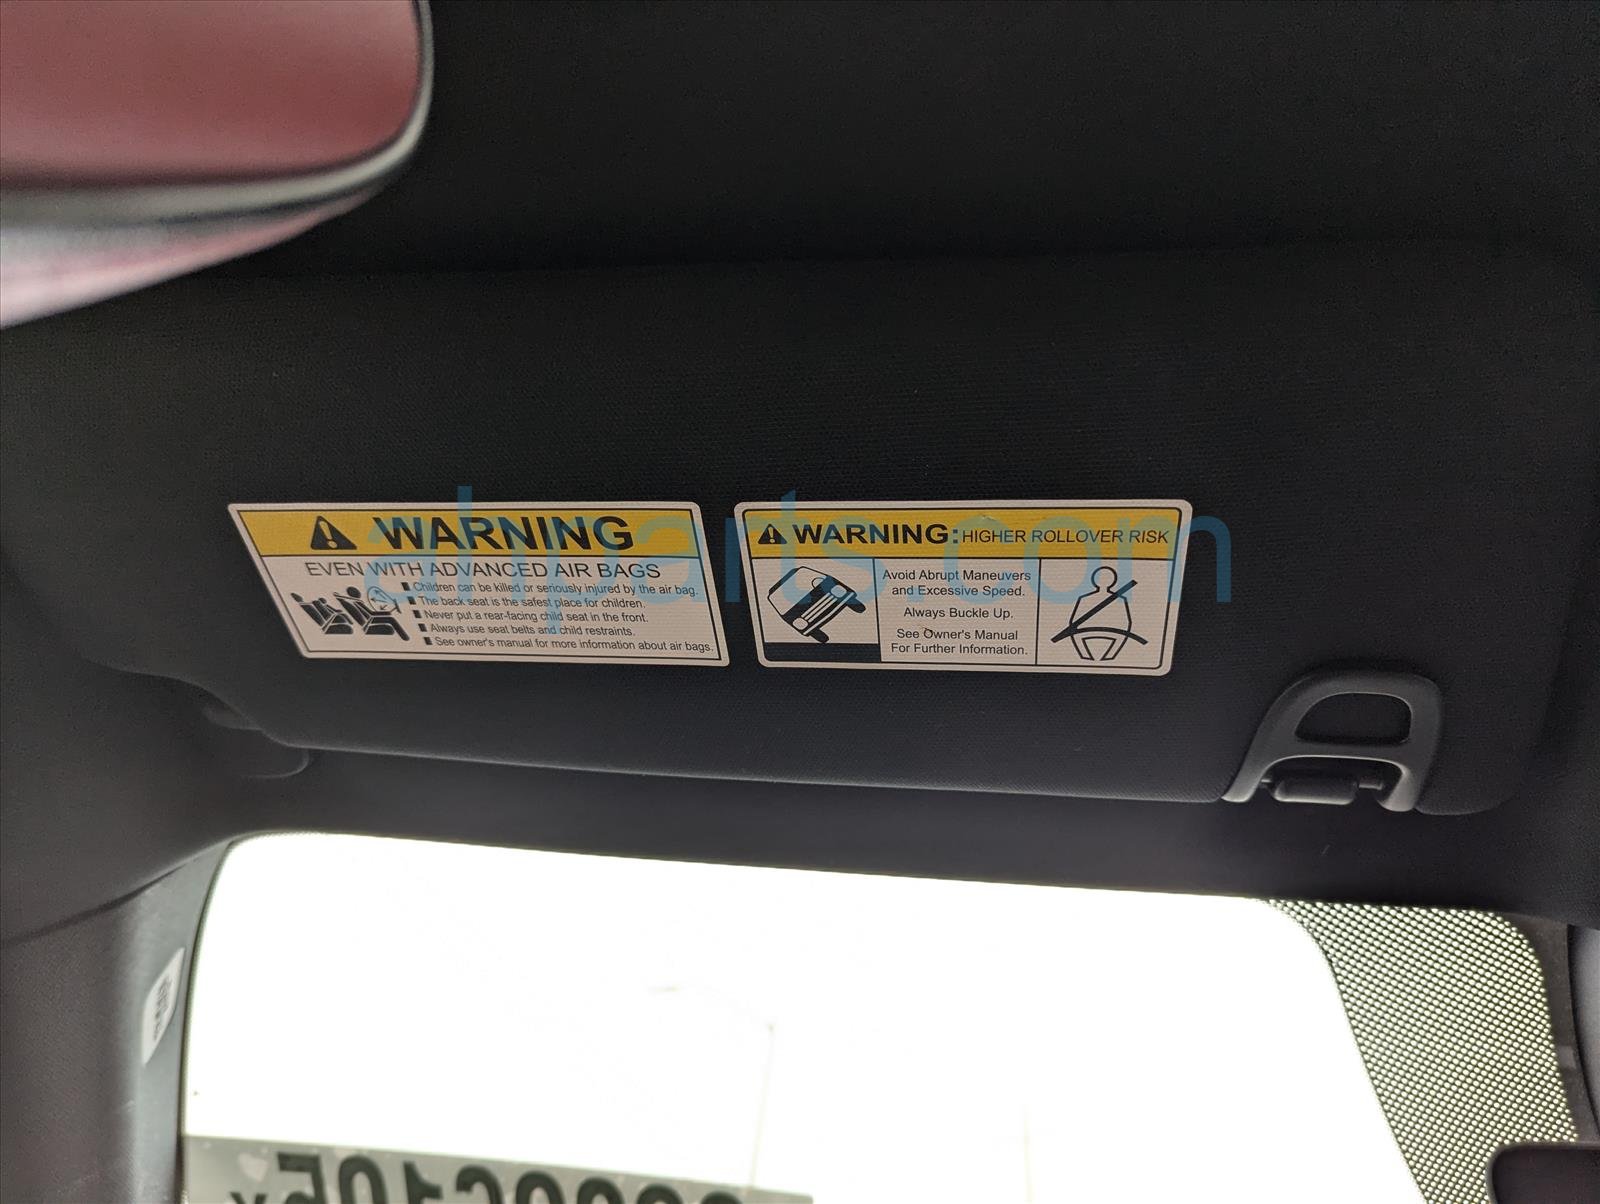 WARNING
EVEN WITH ADVANCED AIR BAGS
Children can be killed or seriously injured by the air bag.
The back seat is the safest place for children.
Never put a rear-facing child seat in the front.
Always use seat belts and child restraints.
See owner's manual for more information about air bags.
WARNING: HIGHER ROLLOVER RISK
Avoid Abrupt Maneuvers
and Excessive Speed.
Always Buckle Up.
See Owner's Manual
For Further Information.
ahparts.com